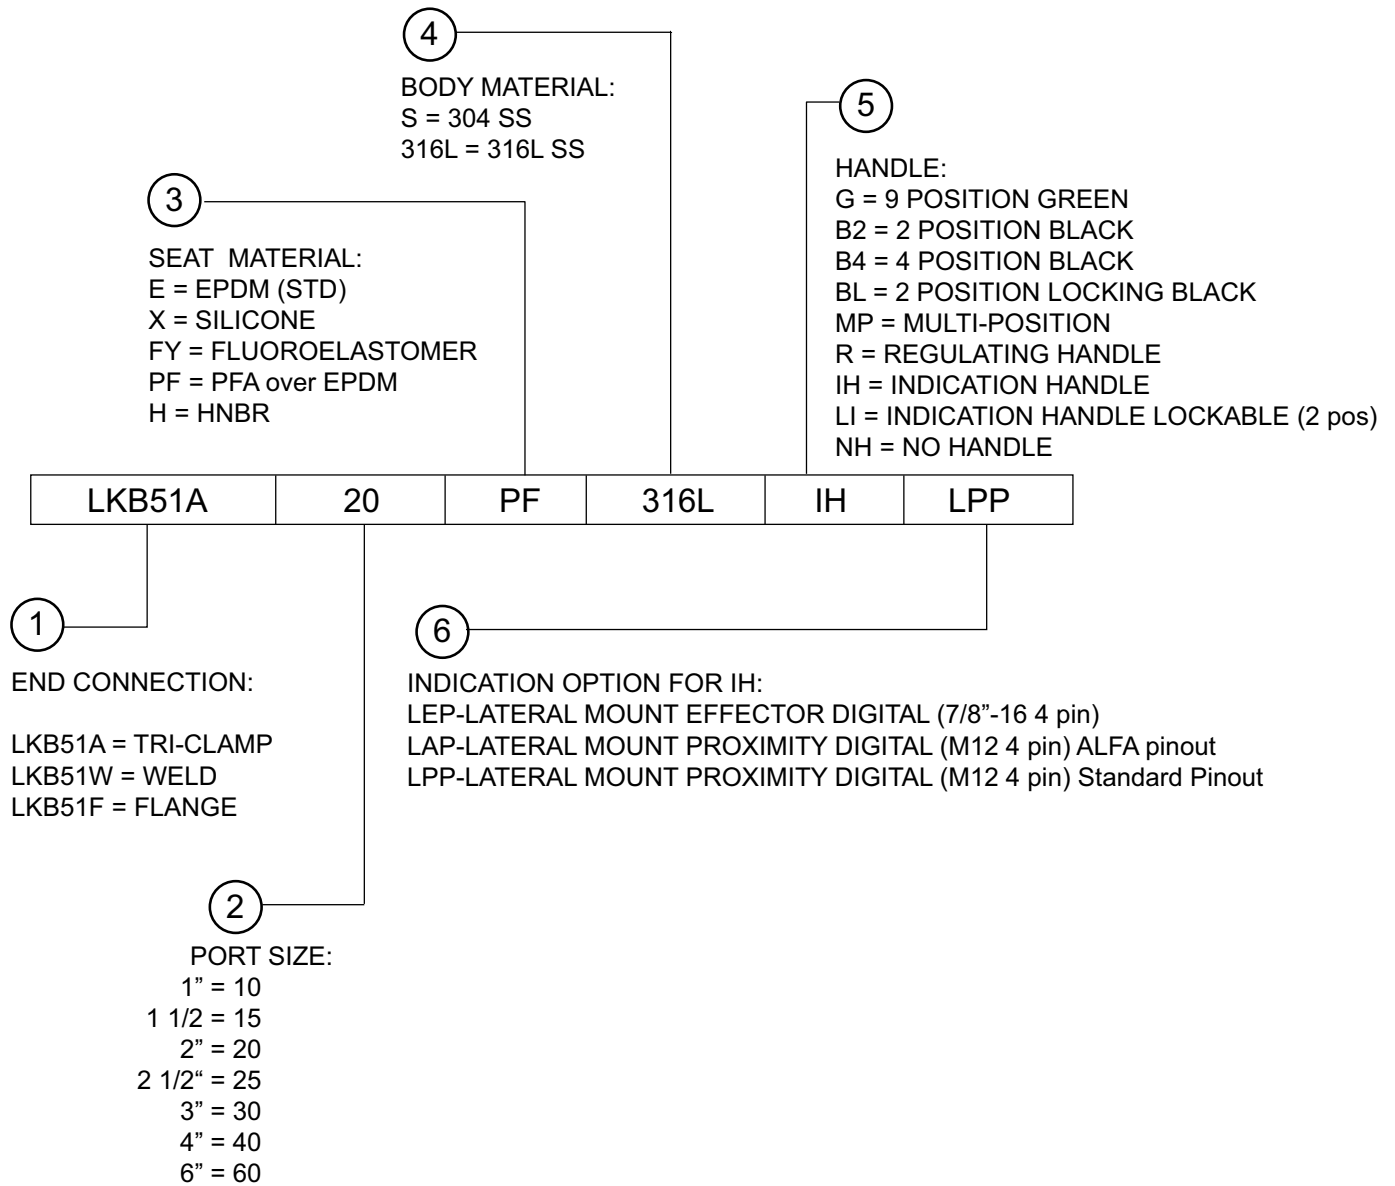 4
BODY MATERIAL:
S = 304 SS
316L = 316L SS
5
HANDLE:
G = 9 POSITION GREEN
B2 = 2 POSITION BLACK
B4 = 4 POSITION BLACK
BL = 2 POSITION LOCKING BLACK
MP = MULTI-POSITION
R = REGULATING HANDLE
IH = INDICATION HANDLE
LI = INDICATION HANDLE LOCKABLE (2 pos)
NH = NO HANDLE
3
SEAT  MATERIAL:
E = EPDM (STD)
X = SILICONE
FY = FLUOROELASTOMER
PF = PFA over EPDM
H = HNBR
LKB51A 20 PF 316L IH LPP
1
END CONNECTION:
LKB51A = TRI-CLAMP
LKB51W = WELD
LKB51F = FLANGE
6
INDICATION OPTION FOR IH:
LEP-LATERAL MOUNT EFFECTOR DIGITAL (7/8”-16 4 pin)
LAP-LATERAL MOUNT PROXIMITY DIGITAL (M12 4 pin) ALFA pinout
LPP-LATERAL MOUNT PROXIMITY DIGITAL (M12 4 pin) Standard Pinout
2
PORT SIZE:
1” = 10
1 1/2 = 15
2” = 20
2 1/2“ = 25
3” = 30
4” = 40
6” = 60